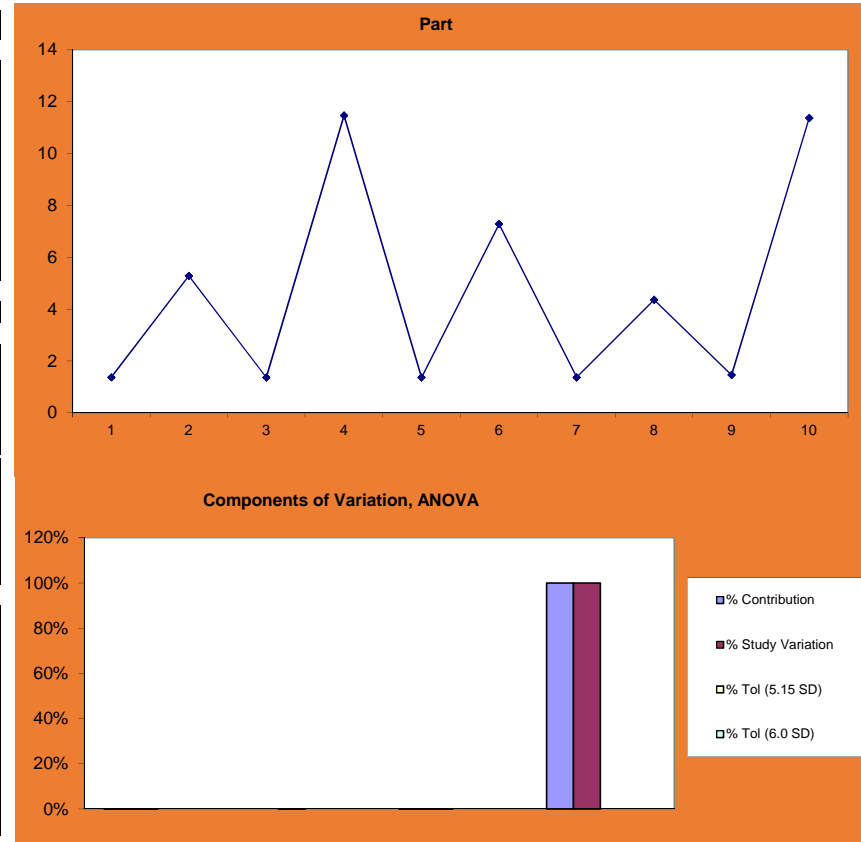 Part
14
12
10
8
6
4
2
0
1 2 3 4 5 6 7 8 9 10
Components of Variation, ANOVA
120%
100%
80%
60%
40%
20%
0%
% Contribution
% Study Variation
% Tol (5.15 SD)
% Tol (6.0 SD)